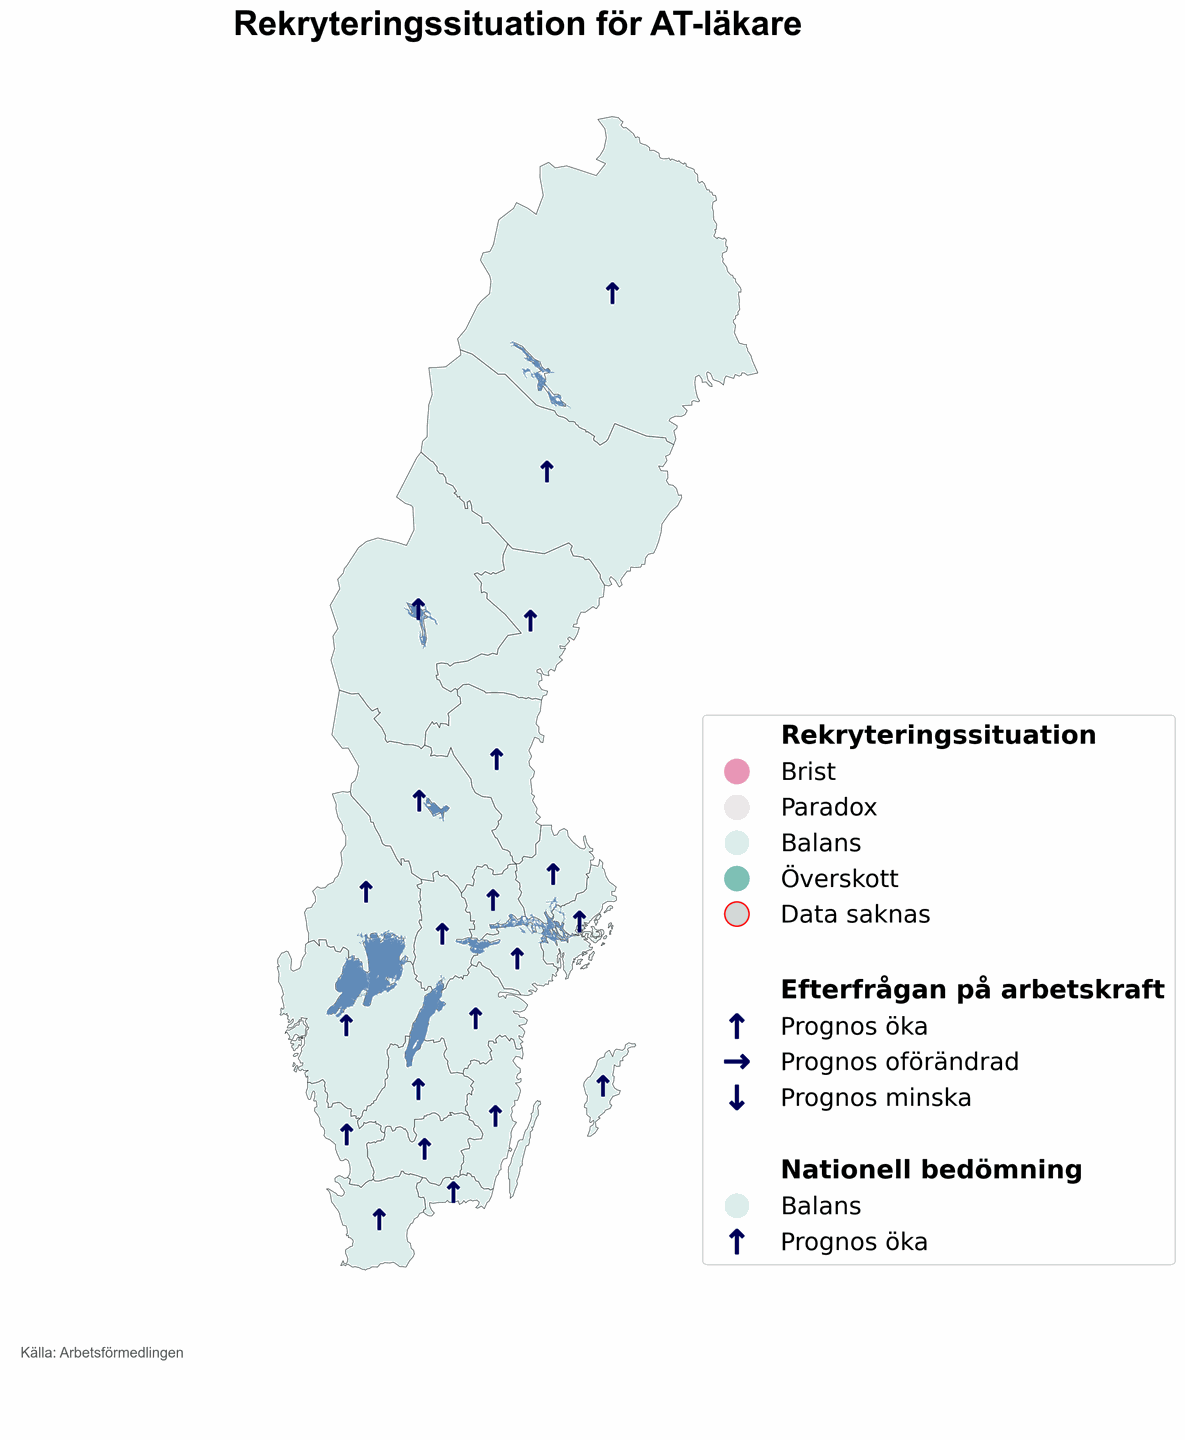 Rekryteringssituation för AT-läkare
Rekryteringssituation
Brist
Paradox
Balans
Överskott
Data saknas
Efterfrågan på arbetskraft
Prognos öka
Prognos oförändrad
Prognos minska
Nationell bedömning
Balans
Prognos öka
Källa: Arbetsförmedlingen